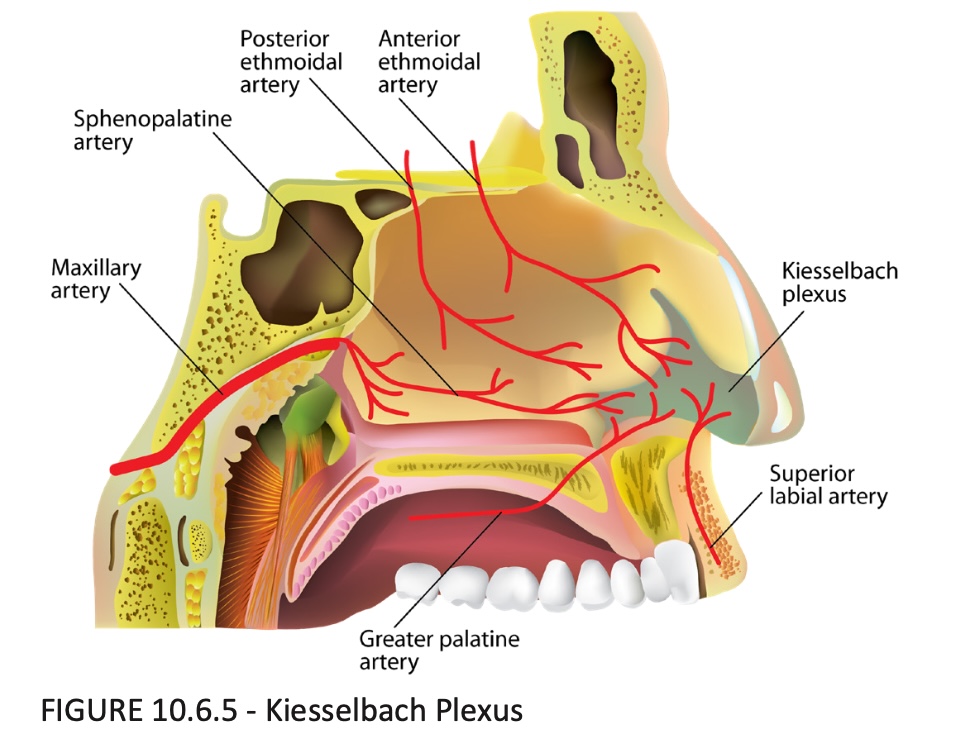 Posterior
ethmoidal
artery
Anterior
ethmoidal
artery
Sphenopalatine
artery
Maxillary
artery
Kiesselbach
plexus
Superior
labial artery
Greater palatine
artery
FIGURE 10.6.5 - Kiesselbach Plexus